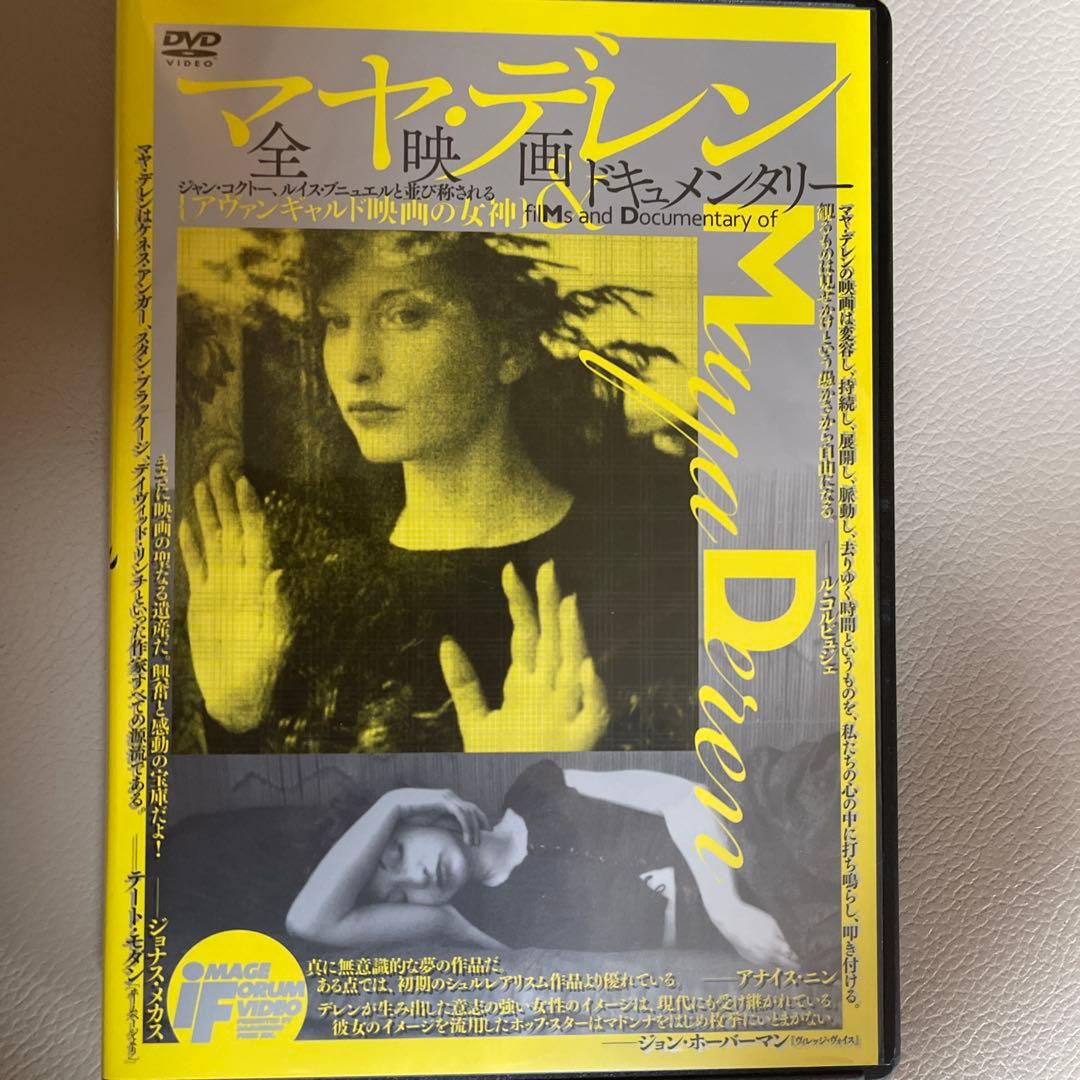 DVD
VIDEO
マヤ・デレン
全映画&ドキュメンタリー
ジャン・コクトー、ルイス・ブニュエルと並び称される
{アヴァンギャルド映画の女神}
filMs and Documentary of
Maya Deren
『マヤ・デレンの映画は変容し、持続し、展開し、脈動し、去りゆく時間というものを、私たちの心の中に打ち鳴らし、叩き付ける。
観るものは見せかけという愚かさから自由になる。 ──ル・コルビュジェ
まさに映画の聖なる遺産だ。興奮と感動の宝庫だよ! ──ジョナス・メカス
マヤ・デレンはケネス・アンガー、スタン・ブラッケージ、デイヴィッド・リンチといった作家すべての源流である。 ──テート・モダン
真に無意識的な夢の作品だ。
ある点では、初期のシュルレアリスム作品より優れている。 ──アナイス・ニン
デレンが生み出した意志の強い女性のイメージは、現代にも受け継がれている。
彼女のイメージを流用したポップ・スターはマドンナをはじめ枚挙にいとまがない。
──ジョン・ホーバーマン『ヴィレッジ・ヴォイス』
iF
IMAGE
FORUM
VIDEO